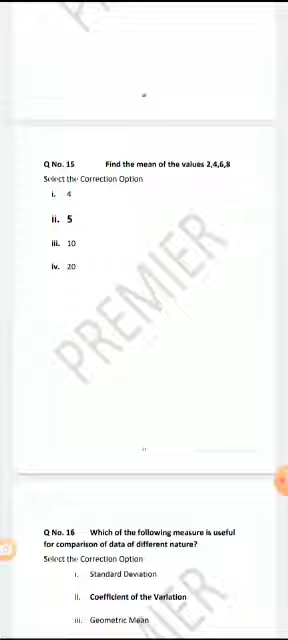 PREMIER
Q No. 15 Find the mean of the values 2,4,6,8
Select the Correction Option
i. 4
ii. 5
iii. 10
iv. 20
PREMIER
Q No. 16 Which of the following measure is useful
for comparison of data of different nature?
Select the Correction Option
i. Standard Deviation
ii. Coefficient of the Variation
iii. Geometric Mean